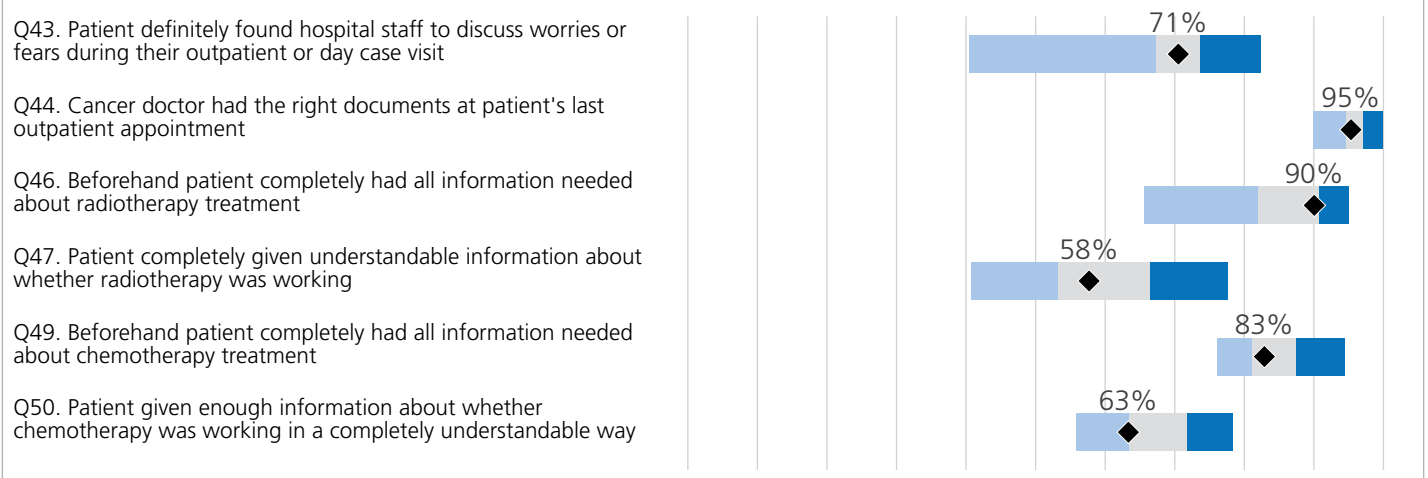 Q43. Patient definitely found hospital staff to discuss worries or
fears during their outpatient or day case visit
71%
Q44. Cancer doctor had the right documents at patient's last
outpatient appointment
95%
Q46. Beforehand patient completely had all information needed
about radiotherapy treatment
90%
Q47. Patient completely given understandable information about
whether radiotherapy was working
58%
Q49. Beforehand patient completely had all information needed
about chemotherapy treatment
83%
Q50. Patient given enough information about whether
chemotherapy was working in a completely understandable way
63%